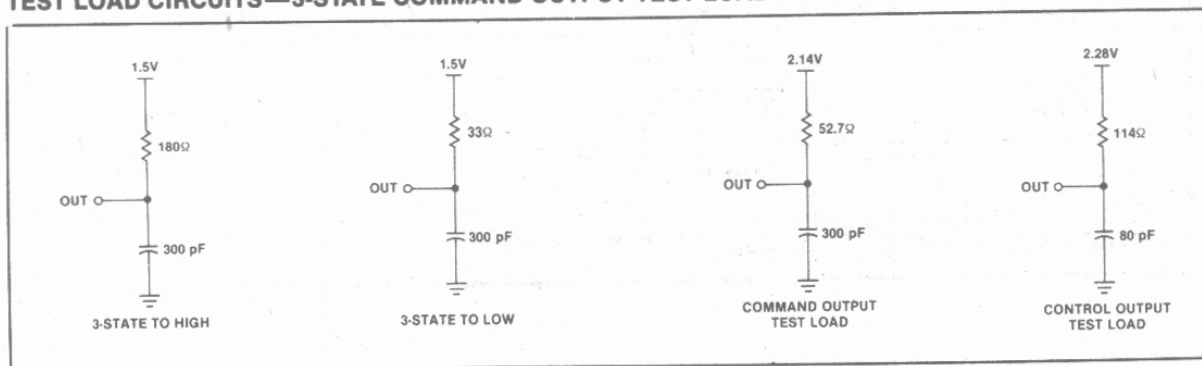 TEST LOAD CIRCUITS—3-STATE COMMAND OUTPUT TEST LOAD
1.5V
180Ω
OUT
300 pF
3-STATE TO HIGH
1.5V
33Ω
OUT
300 pF
3-STATE TO LOW
2.14V
52.7Ω
OUT
300 pF
COMMAND OUTPUT
TEST LOAD
2.28V
114Ω
OUT
80 pF
CONTROL OUTPUT
TEST LOAD